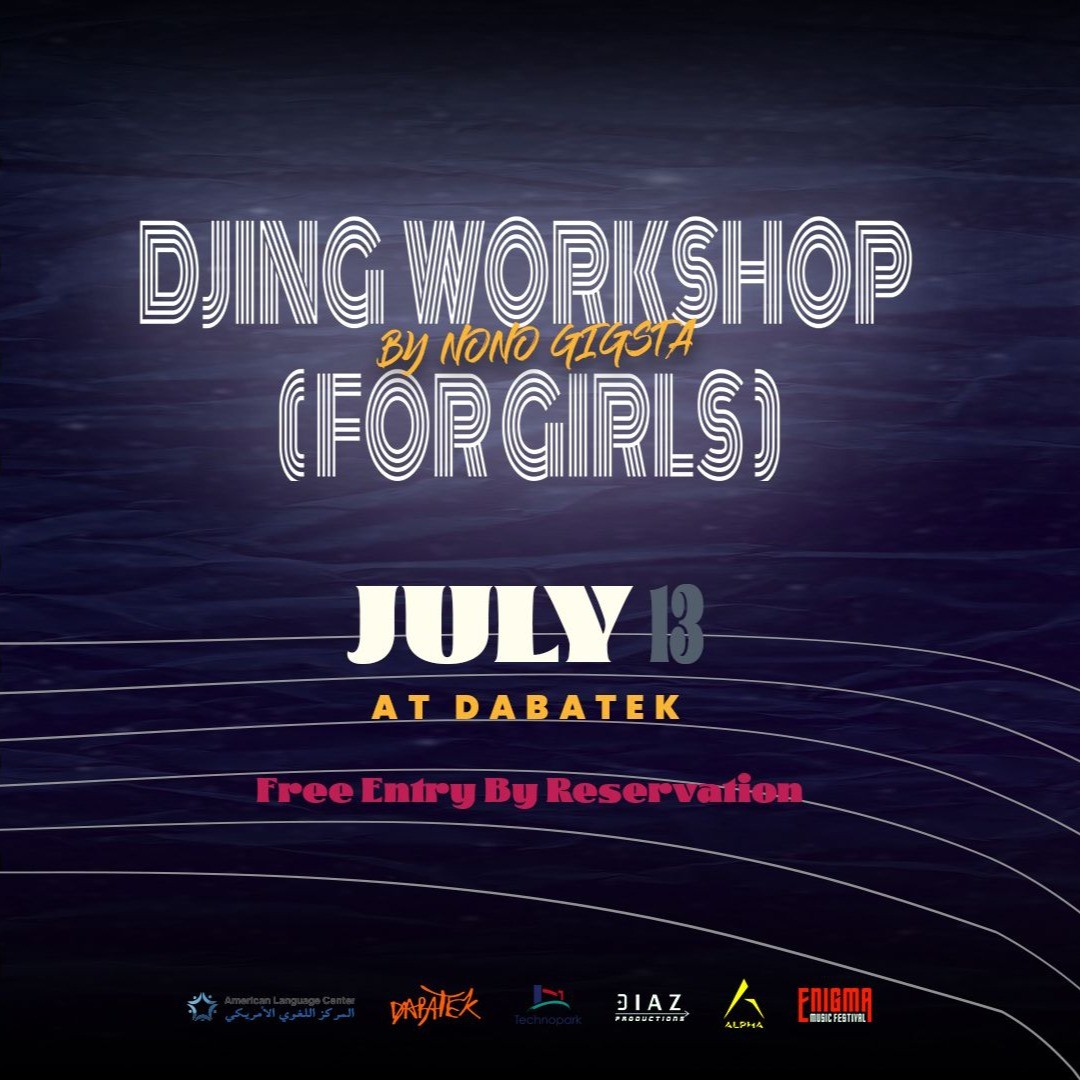 DJING WORKSHOP
BY NONO GIGSTA
(FOR GIRLS)
JULY 13
AT DABATEK
Free Entry By Reservation
American Language Center
المركز اللغوي الأمريكي
DABATEK
Technopark
DIAZ
PRODUCTIONS
ALPHA
ENIGMA
MUSIC FESTIVAL